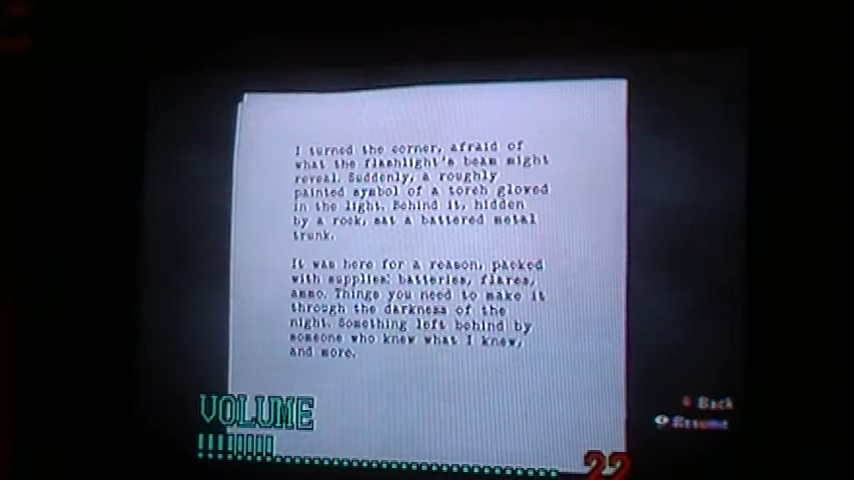 I turned the corner, afraid of
what the flashlight's beam might
reveal. Suddenly, a roughly
painted symbol of a torch glowed
in the light. Behind it, hidden
by a rock, sat a battered metal
trunk.
It was here for a reason, packed
with supplies: batteries, flares,
ammo. Things you need to make it
through the darkness of the
night. Something left behind by
someone who knew what I knew,
and more.
Back
Resume
VOLUME
22